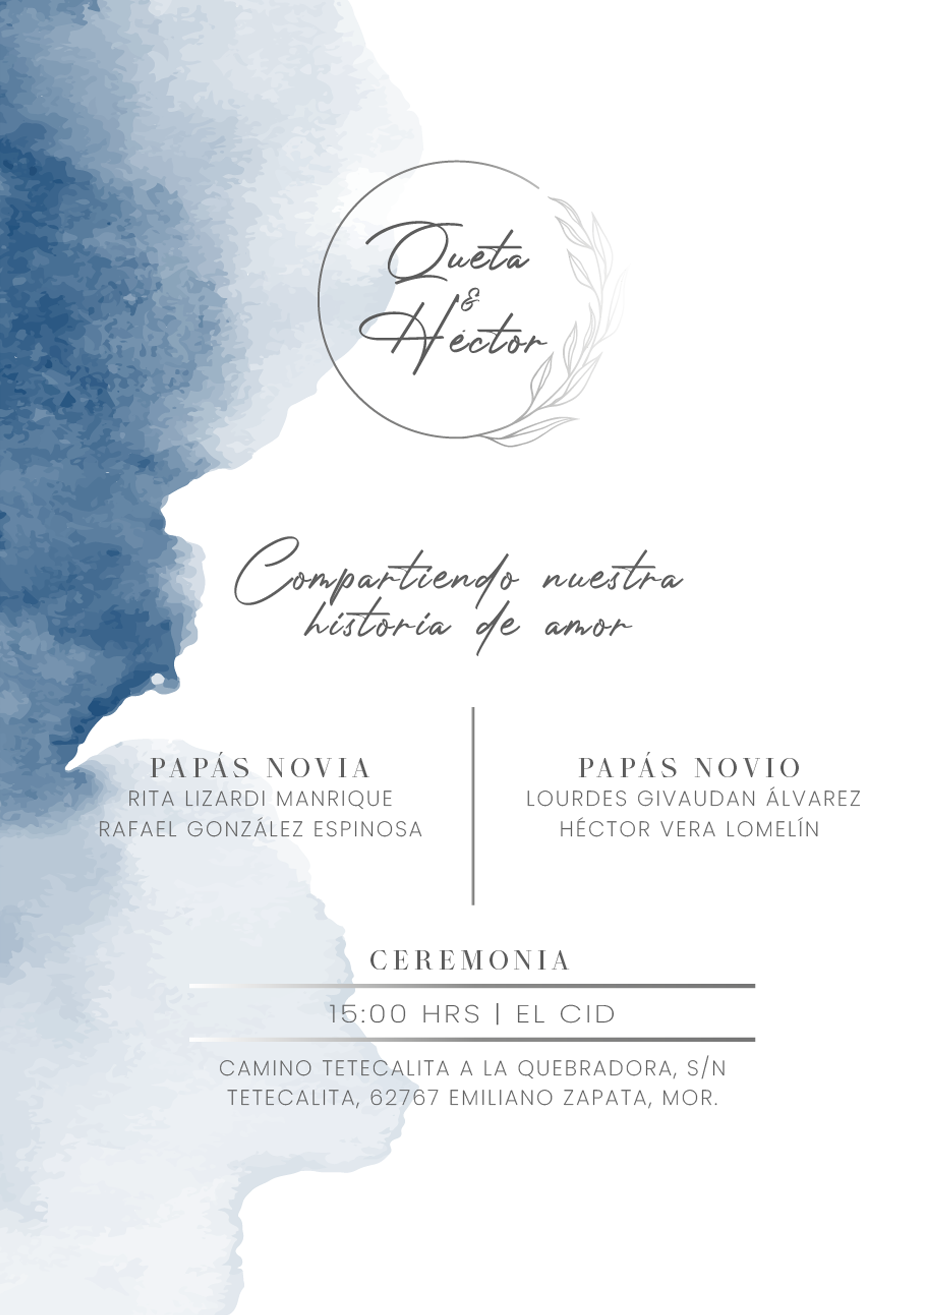 Queta
&
Héctor
Compartiendo nuestra
historia de amor
PAPÁS NOVIA
RITA LIZARDI MANRIQUE
RAFAEL GONZÁLEZ ESPINOSA
PAPÁS NOVIO
LOURDES GIVAUDAN ÁLVAREZ
HÉCTOR VERA LOMELÍN
CEREMONIA
15:00 HRS | EL CID
CAMINO TETECALITA A LA QUEBRADORA, S/N
TETECALITA, 62767 EMILIANO ZAPATA, MOR.